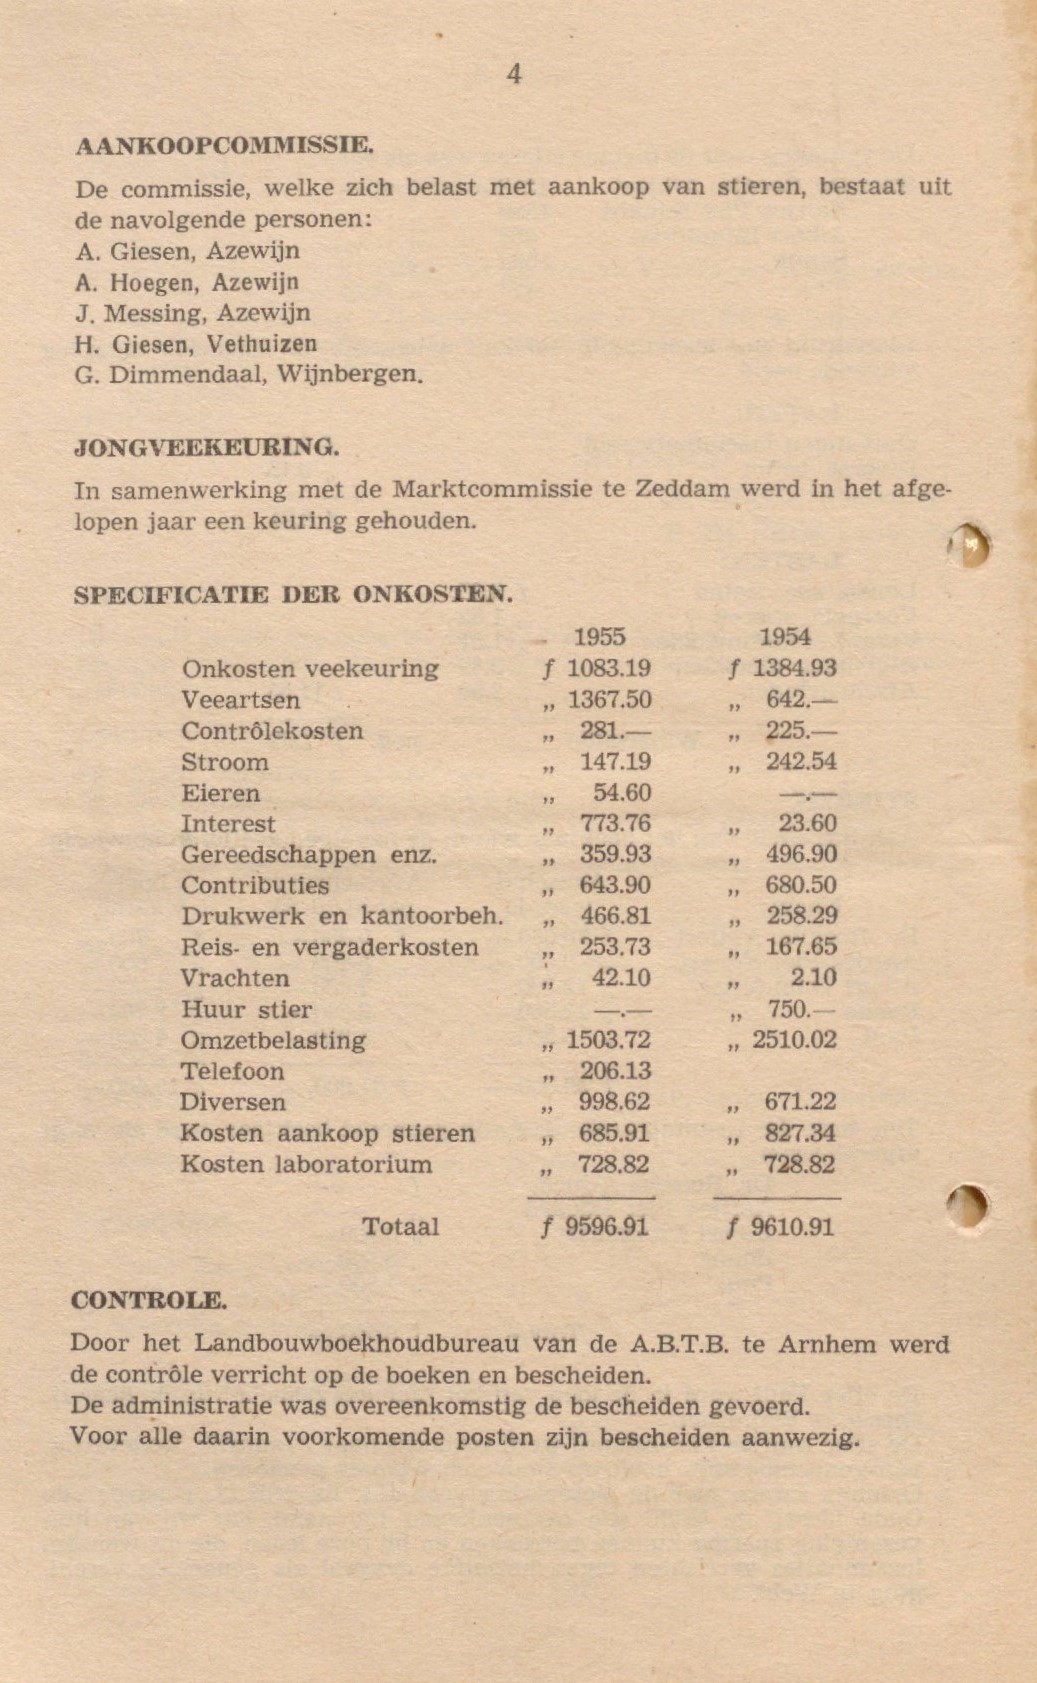 4
AANKOOPCOMMISSIE.
De commissie, welke zich belast met aankoop van stieren, bestaat uit
de navolgende personen:
A. Giesen, Azewijn
A. Hoegen, Azewijn
J. Messing, Azewijn
H. Giesen, Vethuizen
G. Dimmendaal, Wijnbergen.
JONGVEEKEURING.
In samenwerking met de Marktcommissie te Zeddam werd in het afge-
lopen jaar een keuring gehouden.
SPECIFICATIE DER ONKOSTEN.
1955 1954
Onkosten veekeuring f 1083.19 f 1384.93
Veeartsen „ 1367.50 „ 642.—
Contrôlekosten „ 281.— „ 225.—
Stroom „ 147.19 „ 242.54
Eieren „ 54.60 —.—
Interest „ 773.76 „ 23.60
Gereedschappen enz. „ 359.93 „ 496.90
Contributies „ 643.90 „ 680.50
Drukwerk en kantoorbeh. „ 466.81 „ 258.29
Reis- en vergaderkosten „ 253.73 „ 167.65
Vrachten „ 42.10 „ 2.10
Huur stier —.— „ 750.—
Omzetbelasting „ 1503.72 „ 2510.02
Telefoon „ 206.13
Diversen „ 998.62 „ 671.22
Kosten aankoop stieren „ 685.91 „ 827.34
Kosten laboratorium „ 728.82 „ 728.82
Totaal f 9596.91 f 9610.91
CONTROLE.
Door het Landbouwboekhoudbureau van de A.B.T.B. te Arnhem werd
de contrôle verricht op de boeken en bescheiden.
De administratie was overeenkomstig de bescheiden gevoerd.
Voor alle daarin voorkomende posten zijn bescheiden aanwezig.